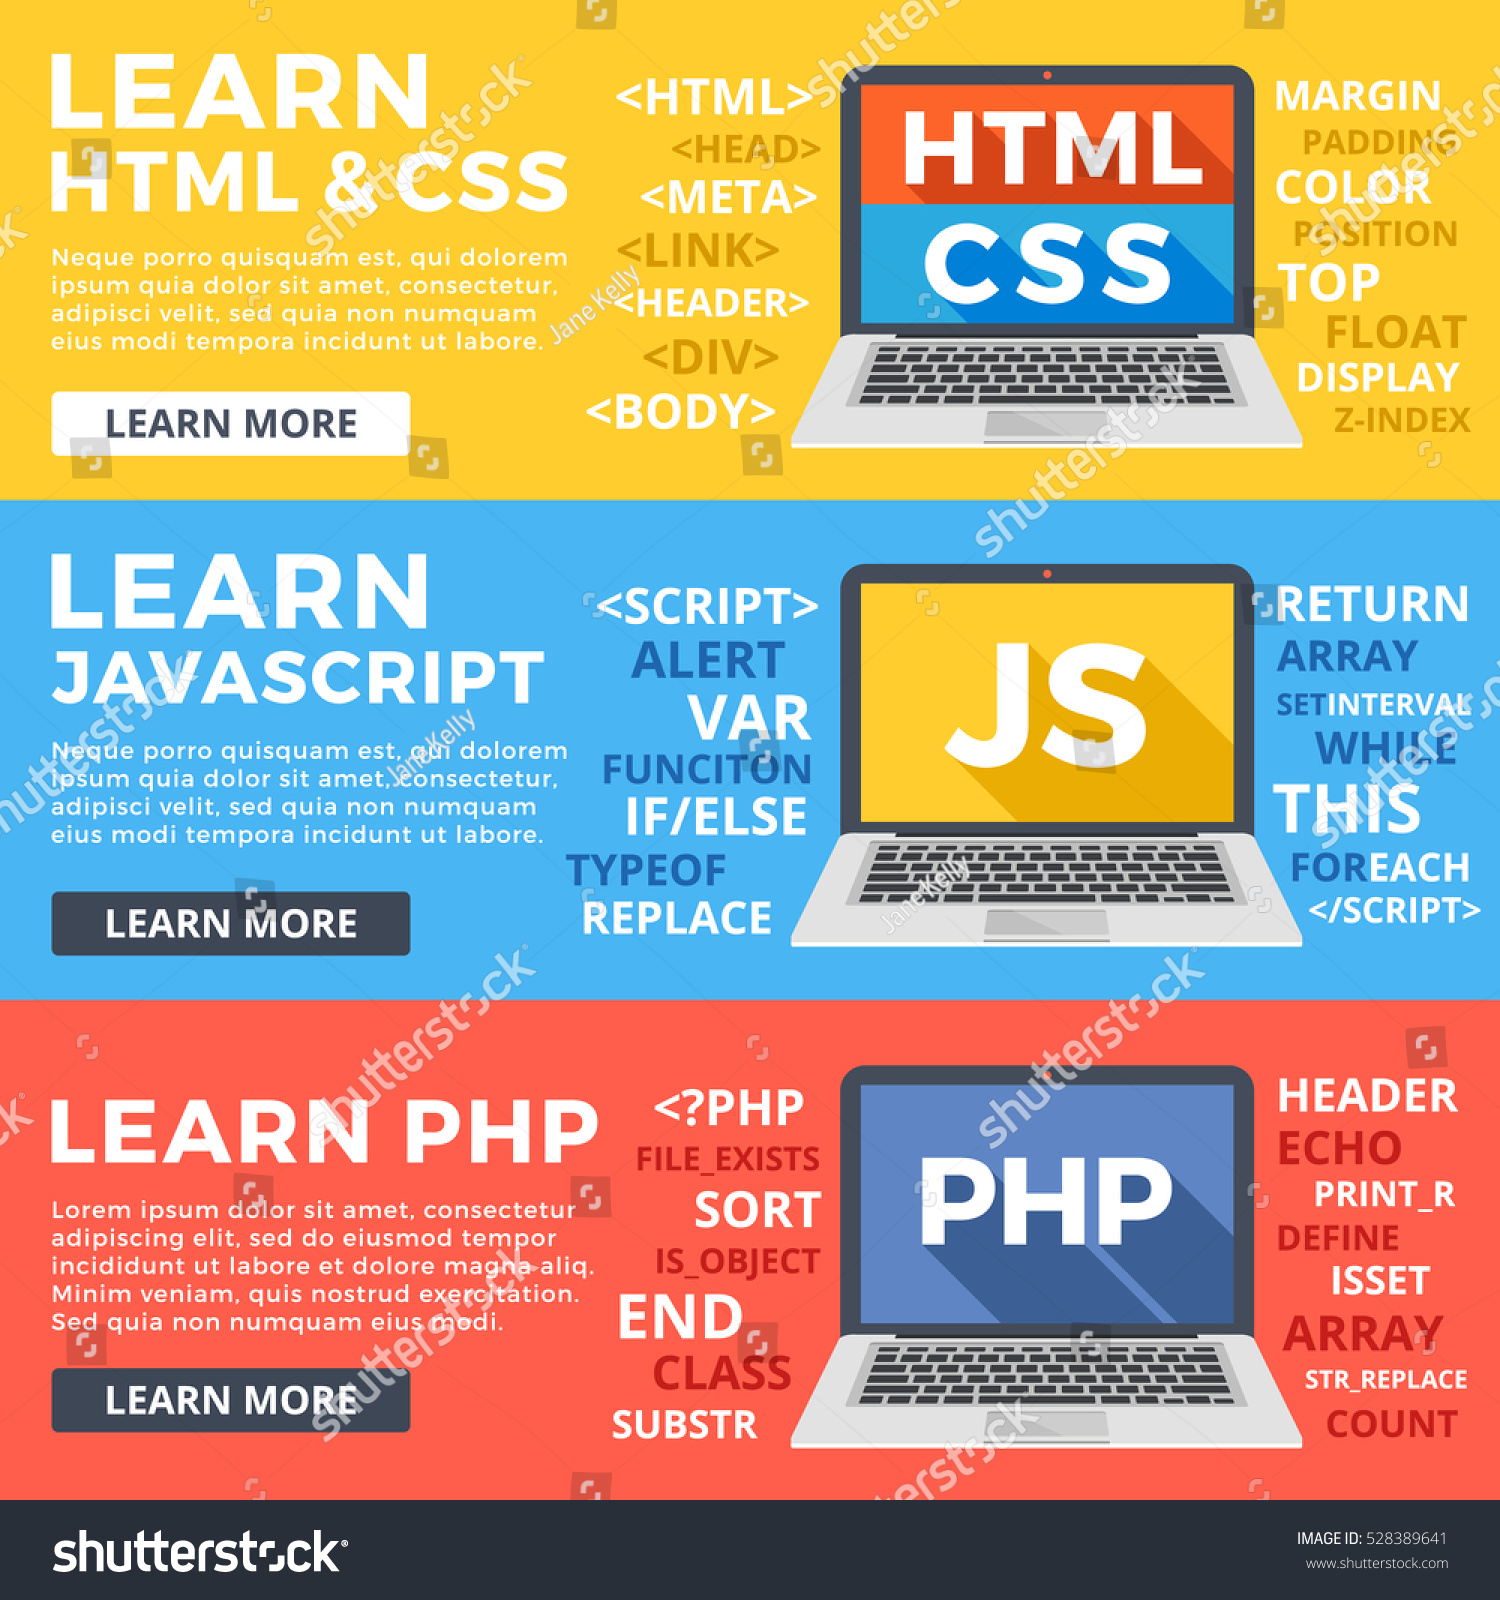 LEARN
HTML & CSS
Neque porro quisquam est, qui dolorem
ipsum quia dolor sit amet, consectetur,
adipisci velit, sed quia non numquam
eius modi tempora incidunt ut labore.
LEARN MORE
<HTML>
<HEAD>
<META>
<LINK>
<HEADER>
<DIV>
<BODY>
HTML
CSS
MARGIN
PADDING
COLOR
POSITION
TOP
FLOAT
DISPLAY
Z-INDEX
LEARN
JAVASCRIPT
Neque porro quisquam est, qui dolorem
ipsum quia dolor sit amet, consectetur,
adipisci velit, sed quia non numquam
eius modi tempora incidunt ut labore.
LEARN MORE
<SCRIPT>
ALERT
VAR
FUNCITON
IF/ELSE
TYPEOF
REPLACE
JS
RETURN
ARRAY
SETINTERVAL
WHILE
THIS
FOREACH
</SCRIPT>
LEARN PHP
Lorem ipsum dolor sit amet, consectetur
adipiscing elit, sed do eiusmod tempor
incididunt ut labore et dolore magna aliq.
Minim veniam, quis nostrud exercitation.
Sed quia non numquam eius modi.
LEARN MORE
<?PHP
FILE_EXISTS
SORT
IS_OBJECT
END
CLASS
SUBSTR
PHP
HEADER
ECHO
PRINT_R
DEFINE
ISSET
ARRAY
STR_REPLACE
COUNT
shutterstock
Jane Kelly
shutterstock
IMAGE ID: 528389641
www.shutterstock.com